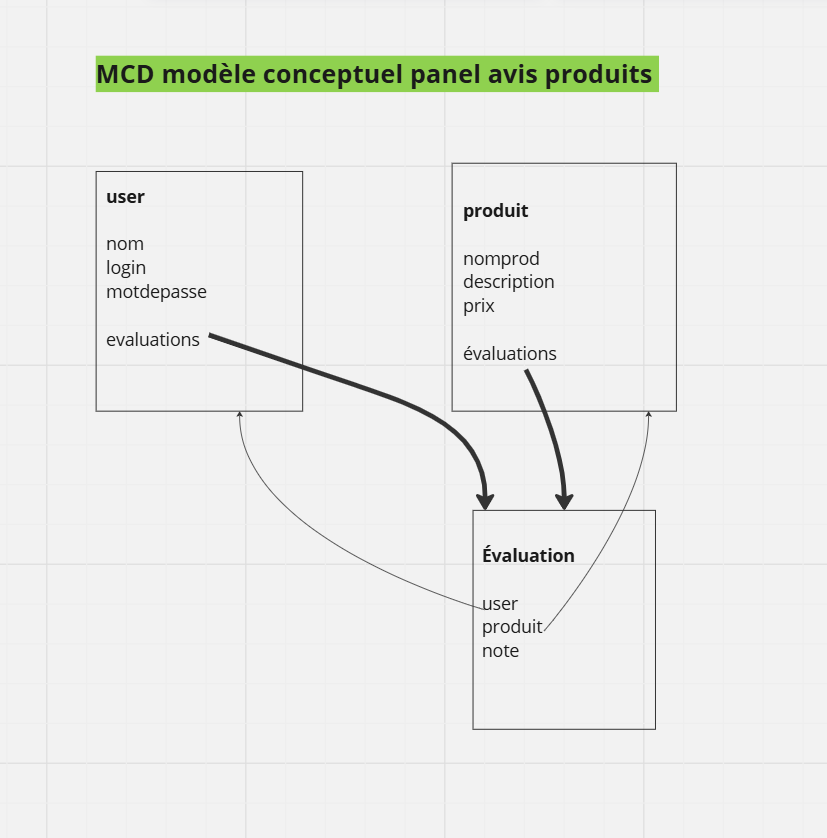 MCD modèle conceptuel panel avis produits
user
nom
login
motdepasse
evaluations
produit
nomprod
description
prix
évaluations
Évaluation
user
produit
note